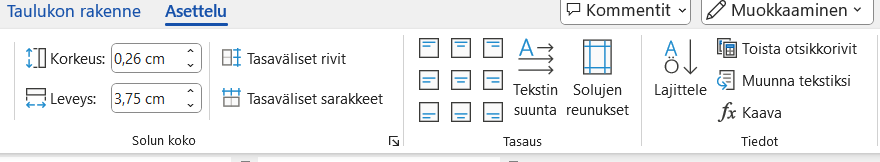 Taulukon rakenne Asettelu Kommentit Muokkaaminen
Korkeus: 0,26 cm Tasaväliset rivit
Leveys: 3,75 cm Tasaväliset sarakkeet
Solun koko
Tekstin suunta
Solujen reunukset
Tasaus
A Ö
Lajittele
Toista otsikkorivit
Muunna tekstiksi
fx Kaava
Tiedot